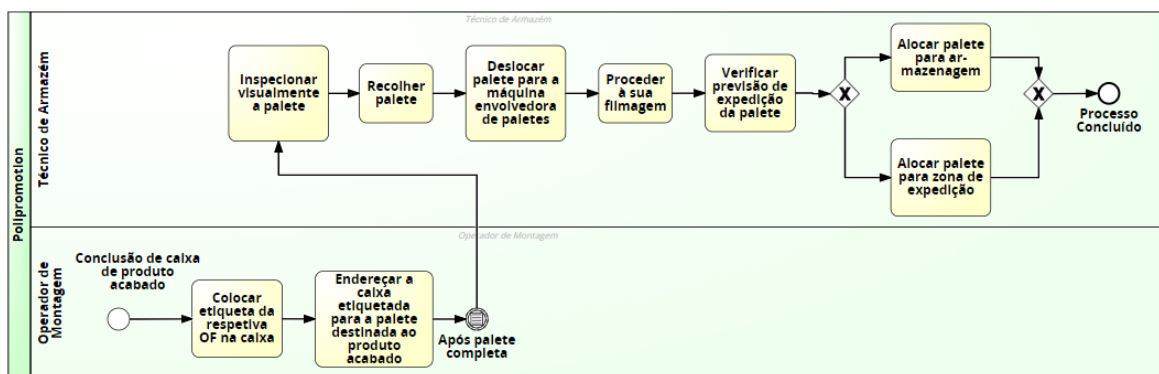 Polipromotion
Técnico de Armazém
Técnico de Armazém
Inspecionar
visualmente
a palete
Recolher
palete
Deslocar
palete para a
máquina
envolvedora
de paletes
Proceder
à sua
filmagem
Verificar
previsão de
expedição
da palete
X
Alocar palete
para ar-
mazenagem
Alocar palete
para zona de
expedição
X
Processo
Concluído
Operador de
Montagem
Operador de Montagem
Conclusão de caixa
de produto
acabado
Colocar
etiqueta da
respetiva
OF na caixa
Endereçar a
caixa
etiquetada
para a palete
destinada ao
produto
acabado
Após palete
completa